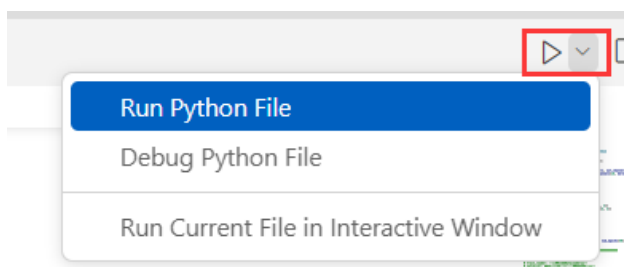 Run Python File
Debug Python File
Run Current File in Interactive Window